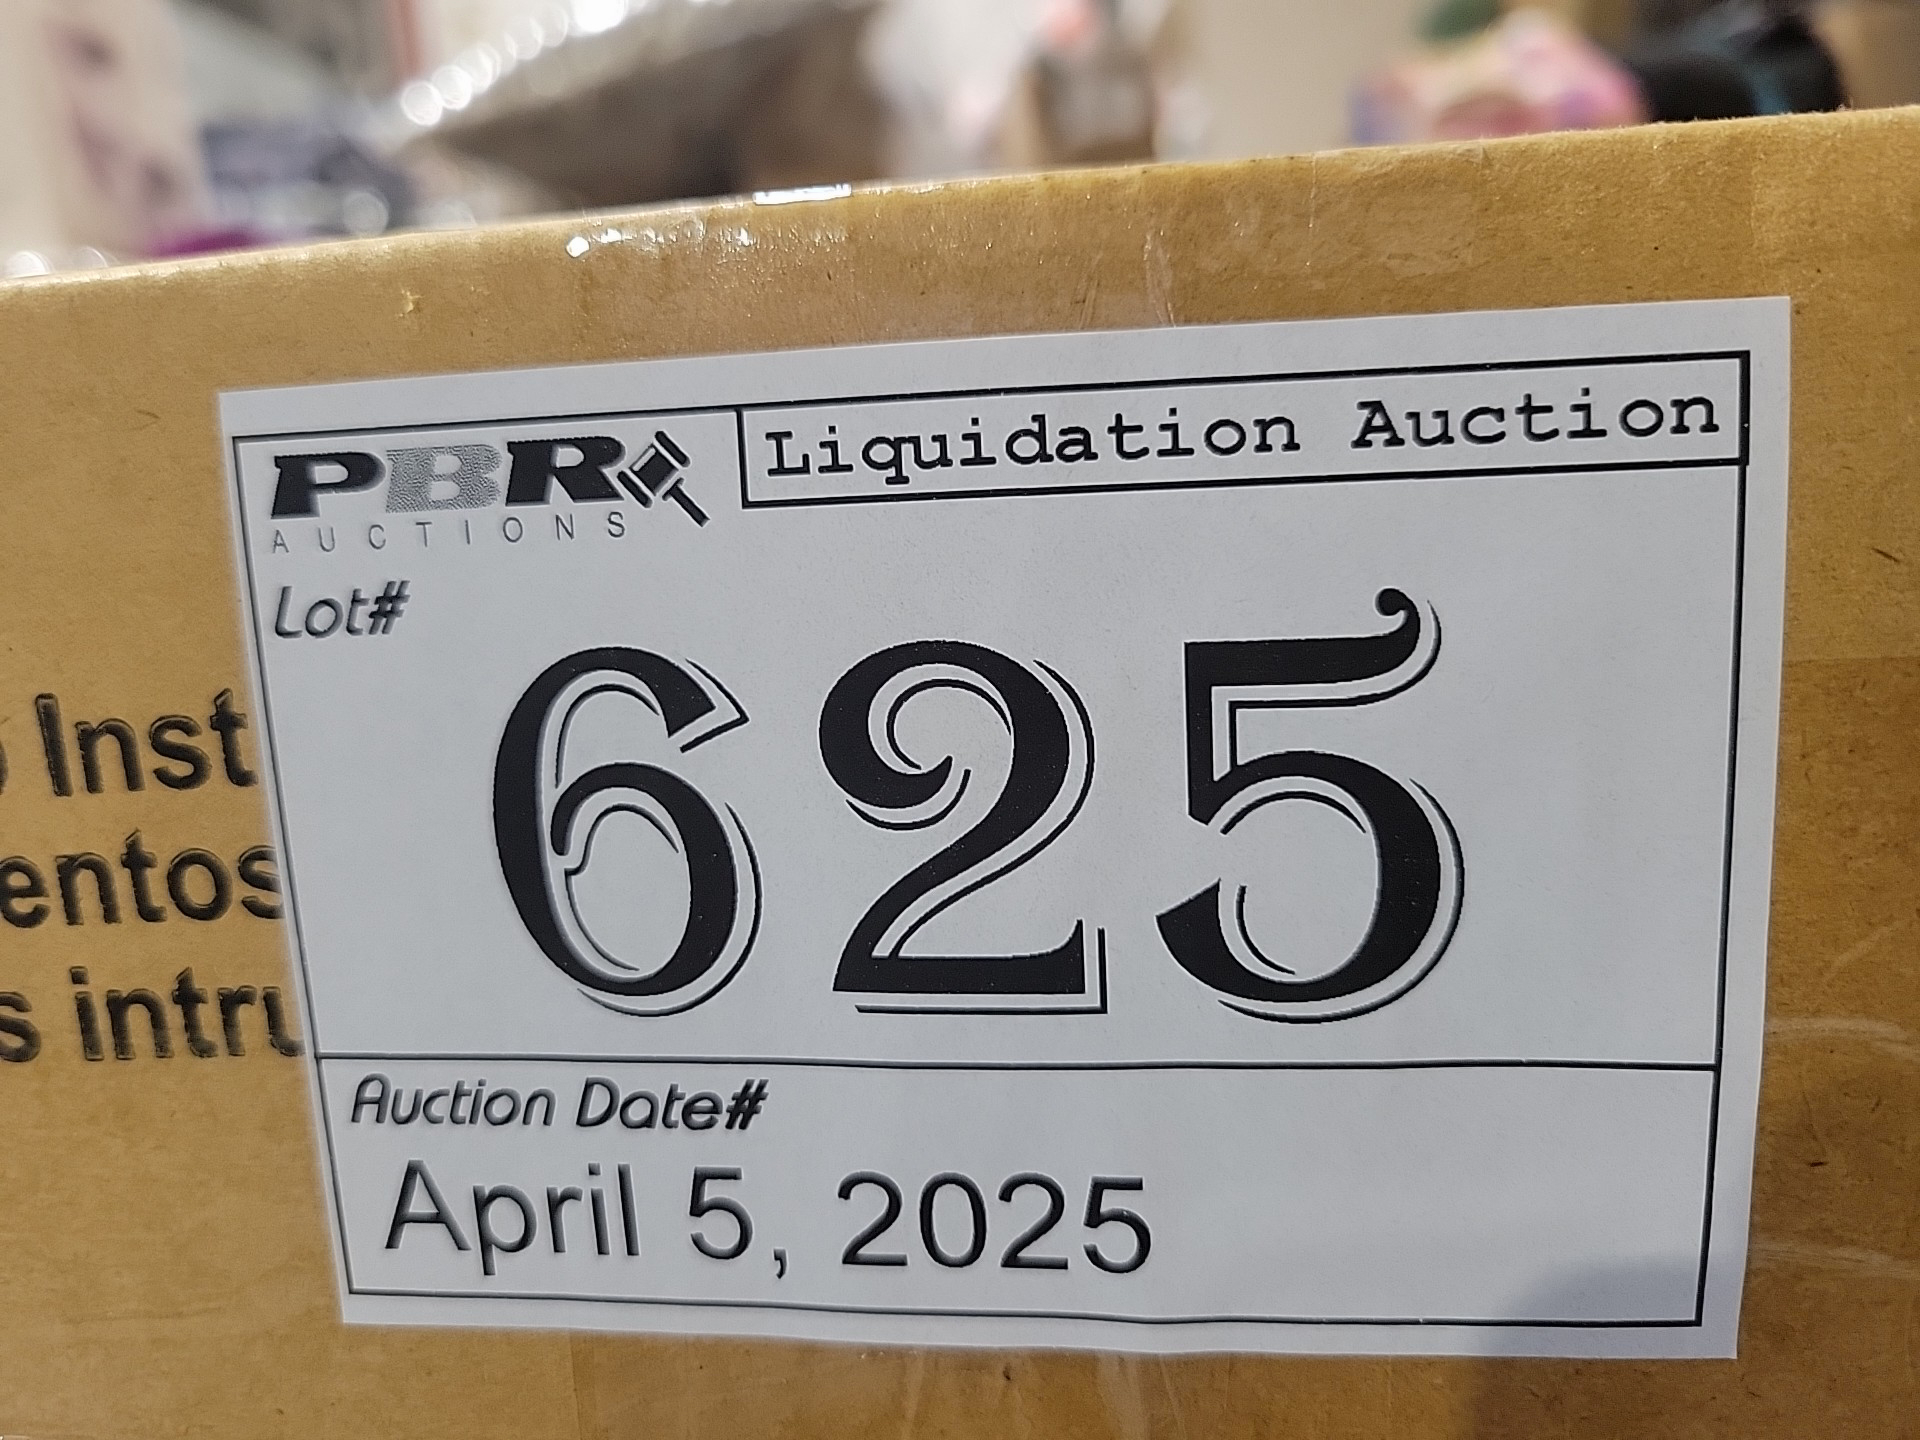 PBR
AUCTIONS
Liquidation Auction
Lot#
625
Inst
entos
s intru
Auction Date#
April 5, 2025